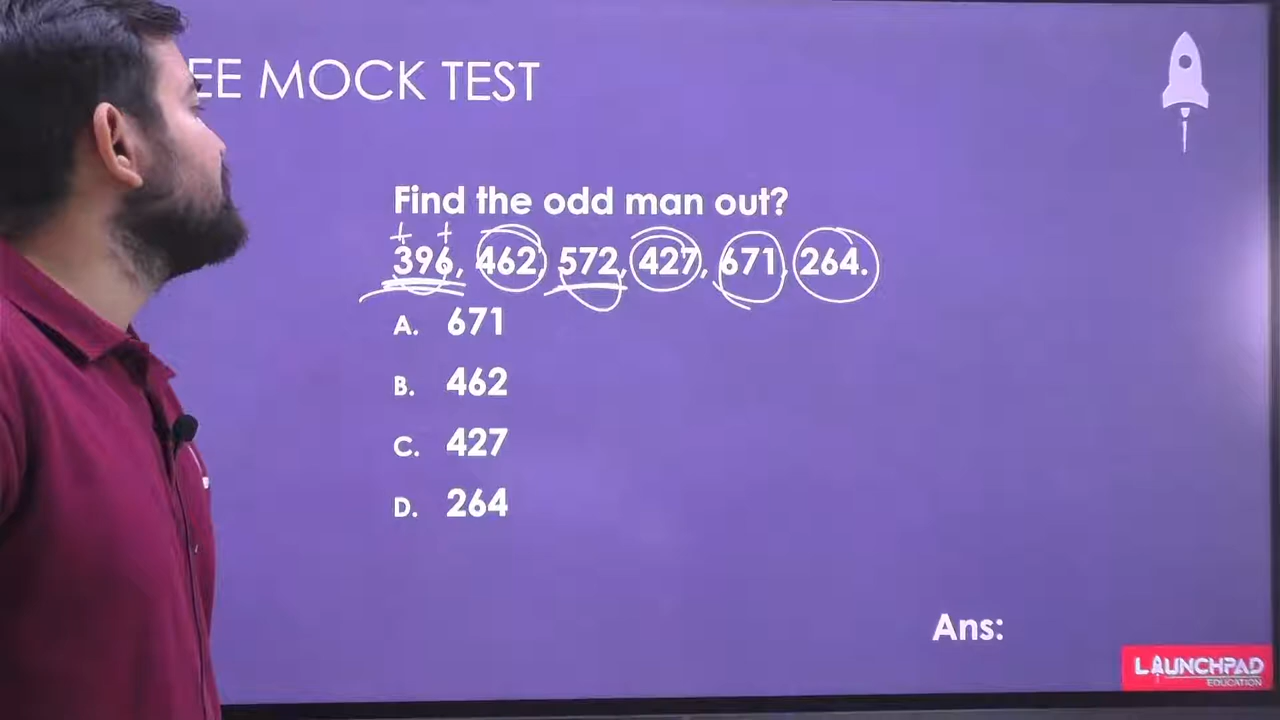 EE MOCK TEST
Find the odd man out?
396, 462, 572, 427, 671, 264.
A. 671
B. 462
C. 427
D. 264
Ans:
LAUNCHPAD
EDUCATION